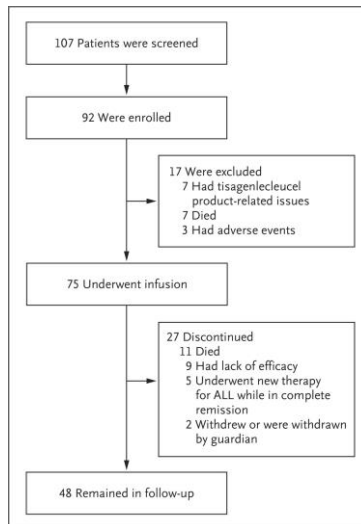 107 Patients were screened
92 Were enrolled
17 Were excluded
7 Had tisagenlecleucel
product-related issues
7 Died
3 Had adverse events
75 Underwent infusion
27 Discontinued
11 Died
9 Had lack of efficacy
5 Underwent new therapy
for ALL while in complete
remission
2 Withdrew or were withdrawn
by guardian
48 Remained in follow-up